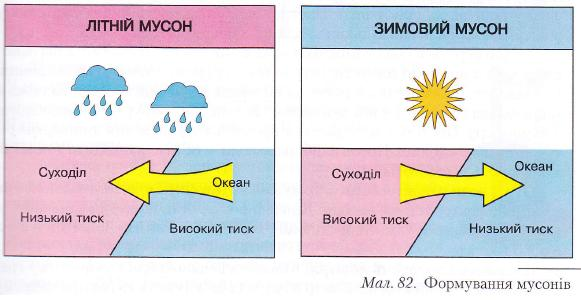 ЛІТНІЙ МУСОН
Суходіл
Океан
Низький тиск
Високий тиск
ЗИМОВИЙ МУСОН
Суходіл
Океан
Високий тиск
Низький тиск
Мал. 82. Формування мусонів